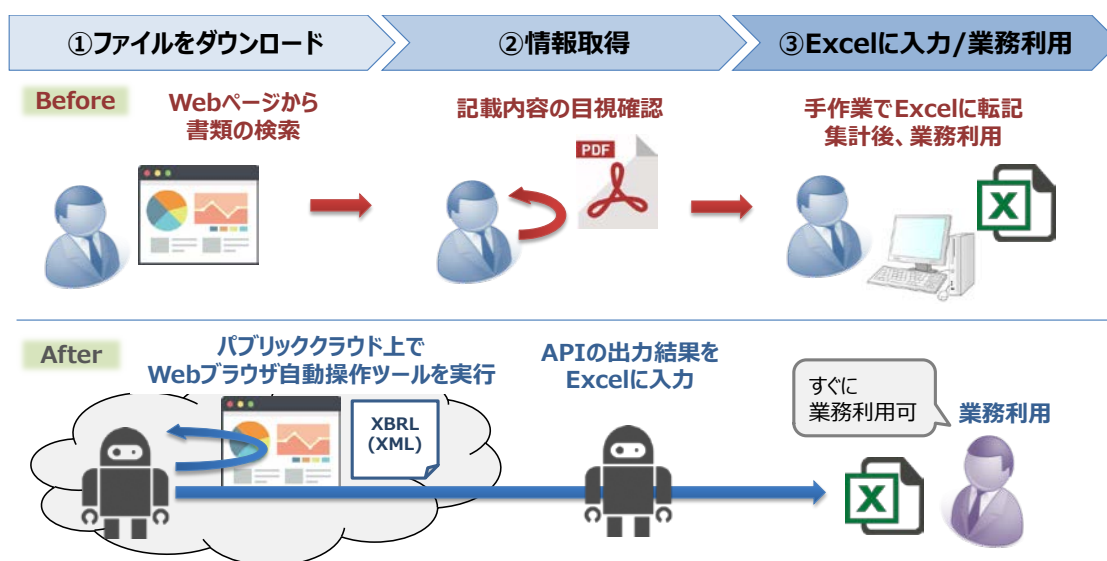 ①ファイルをダウンロード
②情報取得
③Excelに入力/業務利用
Before
Webページから
書類の検索
記載内容の目視確認
手作業でExcelに転記
集計後、業務利用
PDF
X
After
パブリッククラウド上で
Webブラウザ自動操作ツールを実行
APIの出力結果を
Excelに入力
すぐに
業務利用可
業務利用
XBRL
(XML)
X